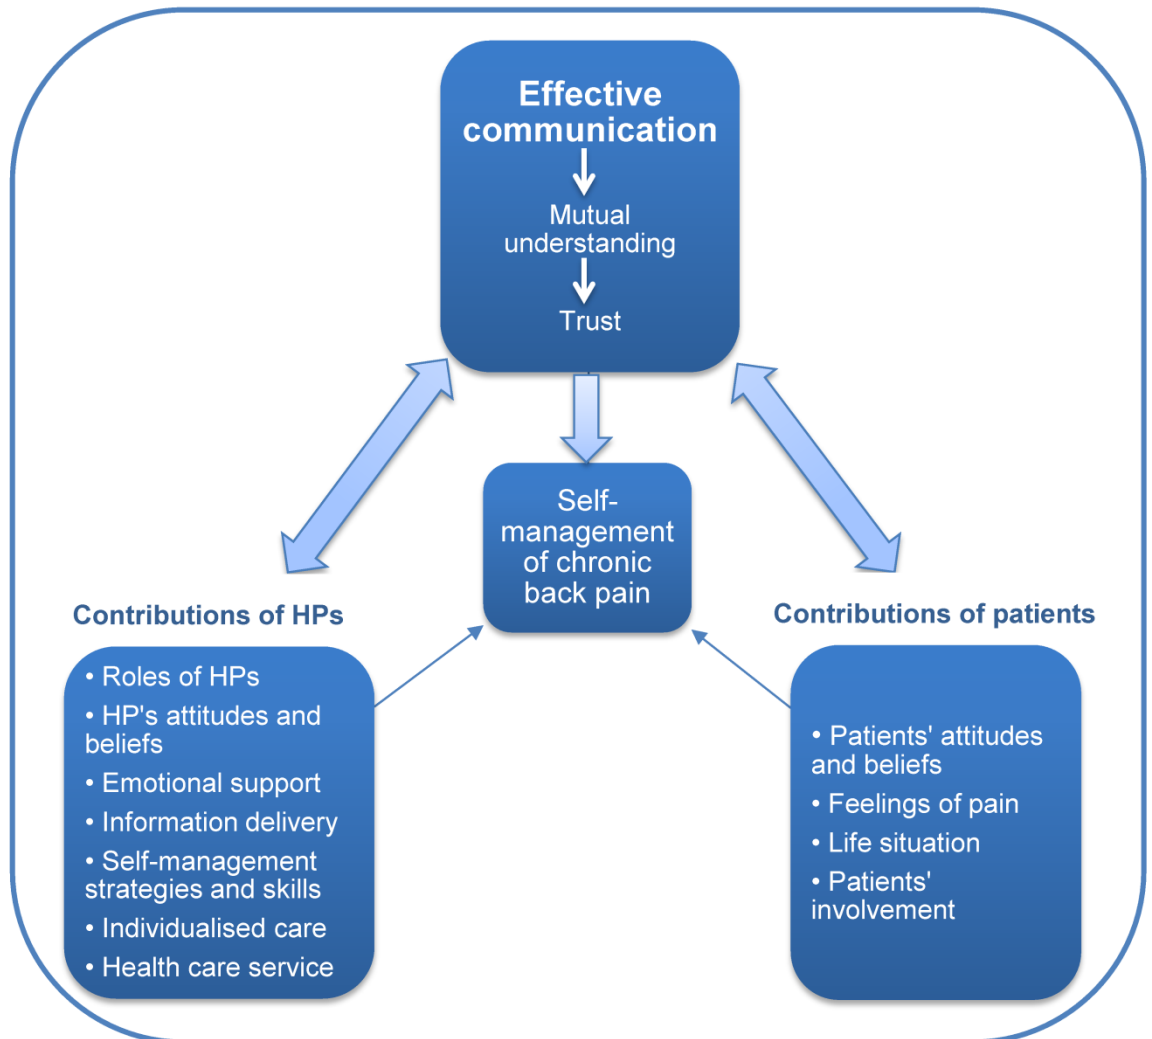 Effective
communication
Mutual
understanding
Trust
Self-
management
of chronic
back pain
Contributions of HPs
• Roles of HPs
• HP's attitudes and
beliefs
• Emotional support
• Information delivery
• Self-management
strategies and skills
• Individualised care
• Health care service
Contributions of patients
• Patients' attitudes
and beliefs
• Feelings of pain
• Life situation
• Patients'
involvement